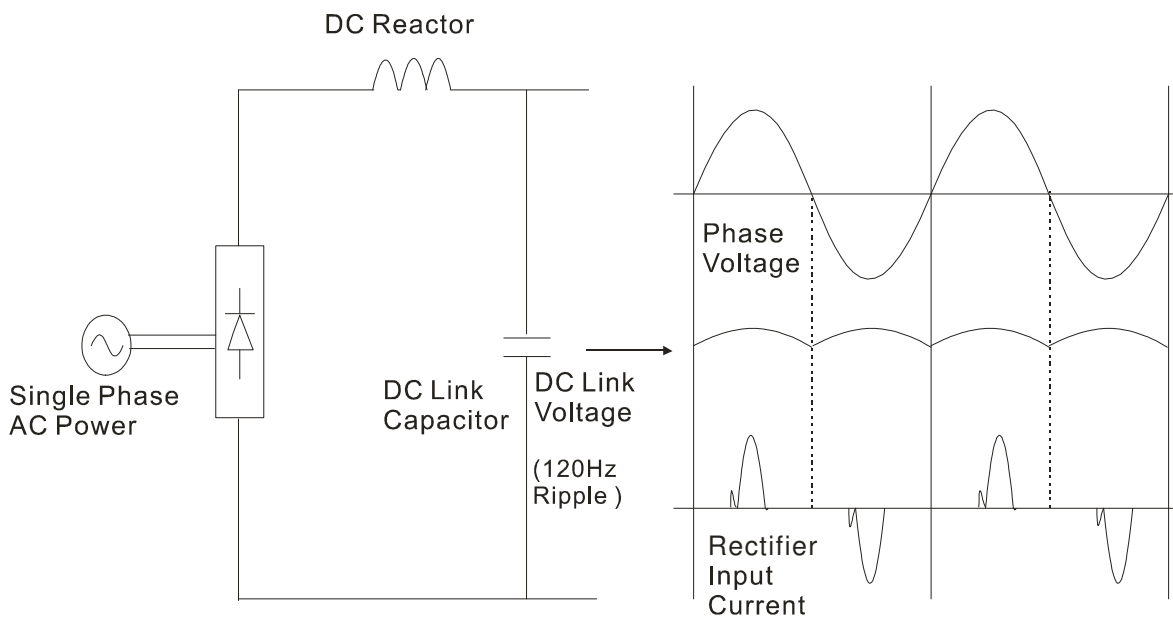 DC Reactor
Phase
Voltage
Single Phase
AC Power
DC Link
Capacitor
DC Link
Voltage
(120Hz
Ripple )
Rectifier
Input
Current